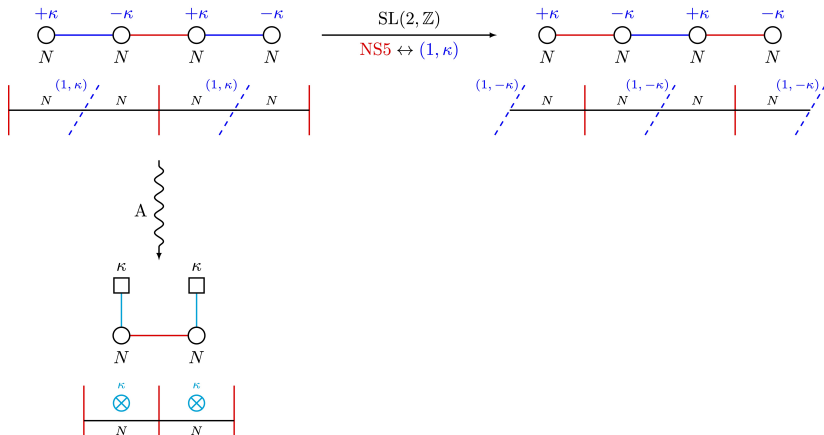 +κ −κ +κ −κ
N N N N
SL(2, ℤ)
NS5 ↔ (1, κ)
+κ −κ +κ −κ
N N N N
(1, κ) (1, κ)
N N N N
(1, −κ) (1, −κ) (1, −κ)
N N N N
A
κ κ
N N
κ κ
N N